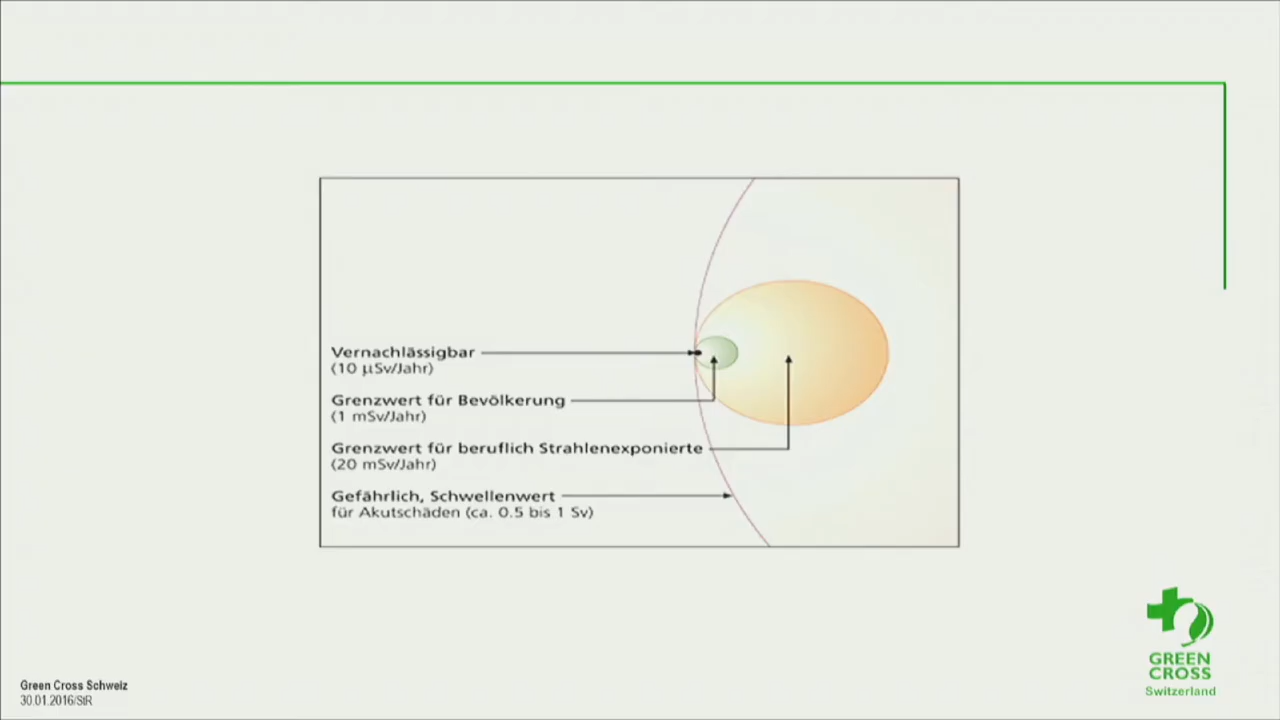 Vernachlässigbar
(10 µSv/Jahr)
Grenzwert für Bevölkerung
(1 mSv/Jahr)
Grenzwert für beruflich Strahlenexponierte
(20 mSv/Jahr)
Gefährlich, Schwellenwert
für Akutschäden (ca. 0.5 bis 1 Sv)
GREEN
CROSS
Switzerland
Green Cross Schweiz
30.01.2016/StR